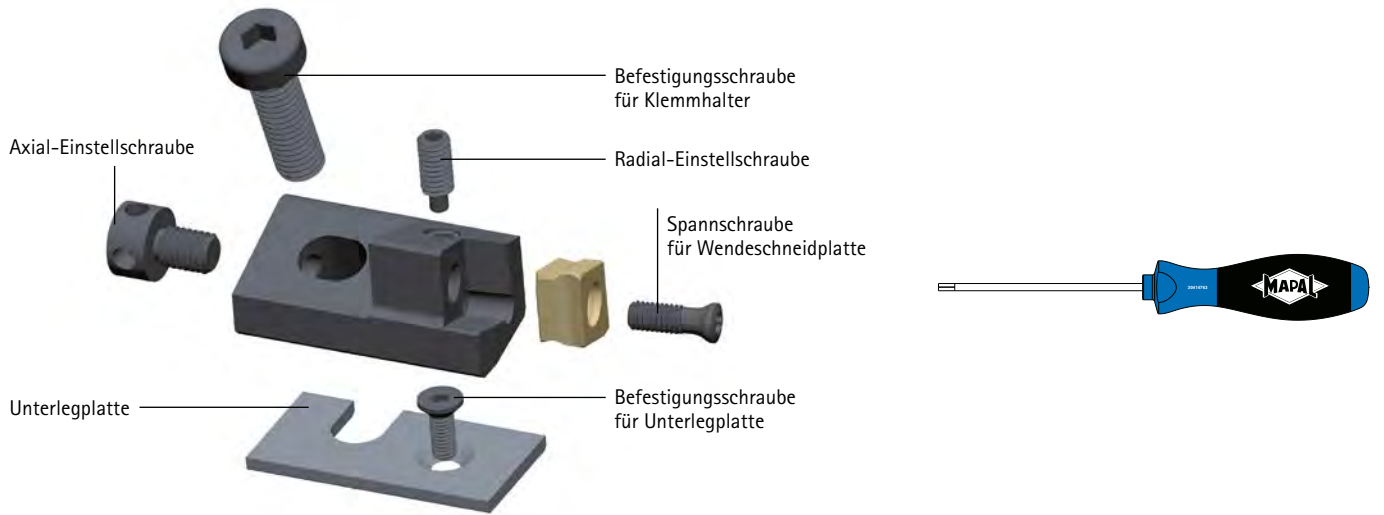 Befestigungsschraube
für Klemmhalter
Axial-Einstellschraube
Radial-Einstellschraube
Spannschraube
für Wendeschneidplatte
MAPAL
Unterlegplatte
Befestigungsschraube
für Unterlegplatte